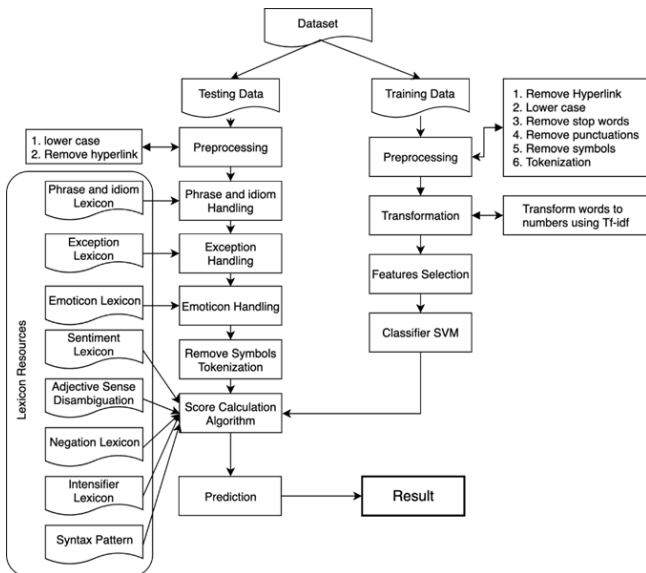 Dataset
Testing Data
Training Data
1. lower case
2. Remove hyperlink
Preprocessing
Preprocessing
1. Remove Hyperlink
2. Lower case
3. Remove stop words
4. Remove punctuations
5. Remove symbols
6. Tokenization
Phrase and idiom
Lexicon
Phrase and idiom
Handling
Transformation
Transform words to
numbers using Tf-idf
Exception
Lexicon
Exception
Handling
Features Selection
Emoticon Lexicon
Emoticon Handling
Classifier SVM
Lexicon Resources
Sentiment
Lexicon
Remove Symbols
Tokenization
Adjective Sense
Disambiguation
Score Calculation
Algorithm
Negation Lexicon
Intensifier
Lexicon
Prediction
Result
Syntax Pattern